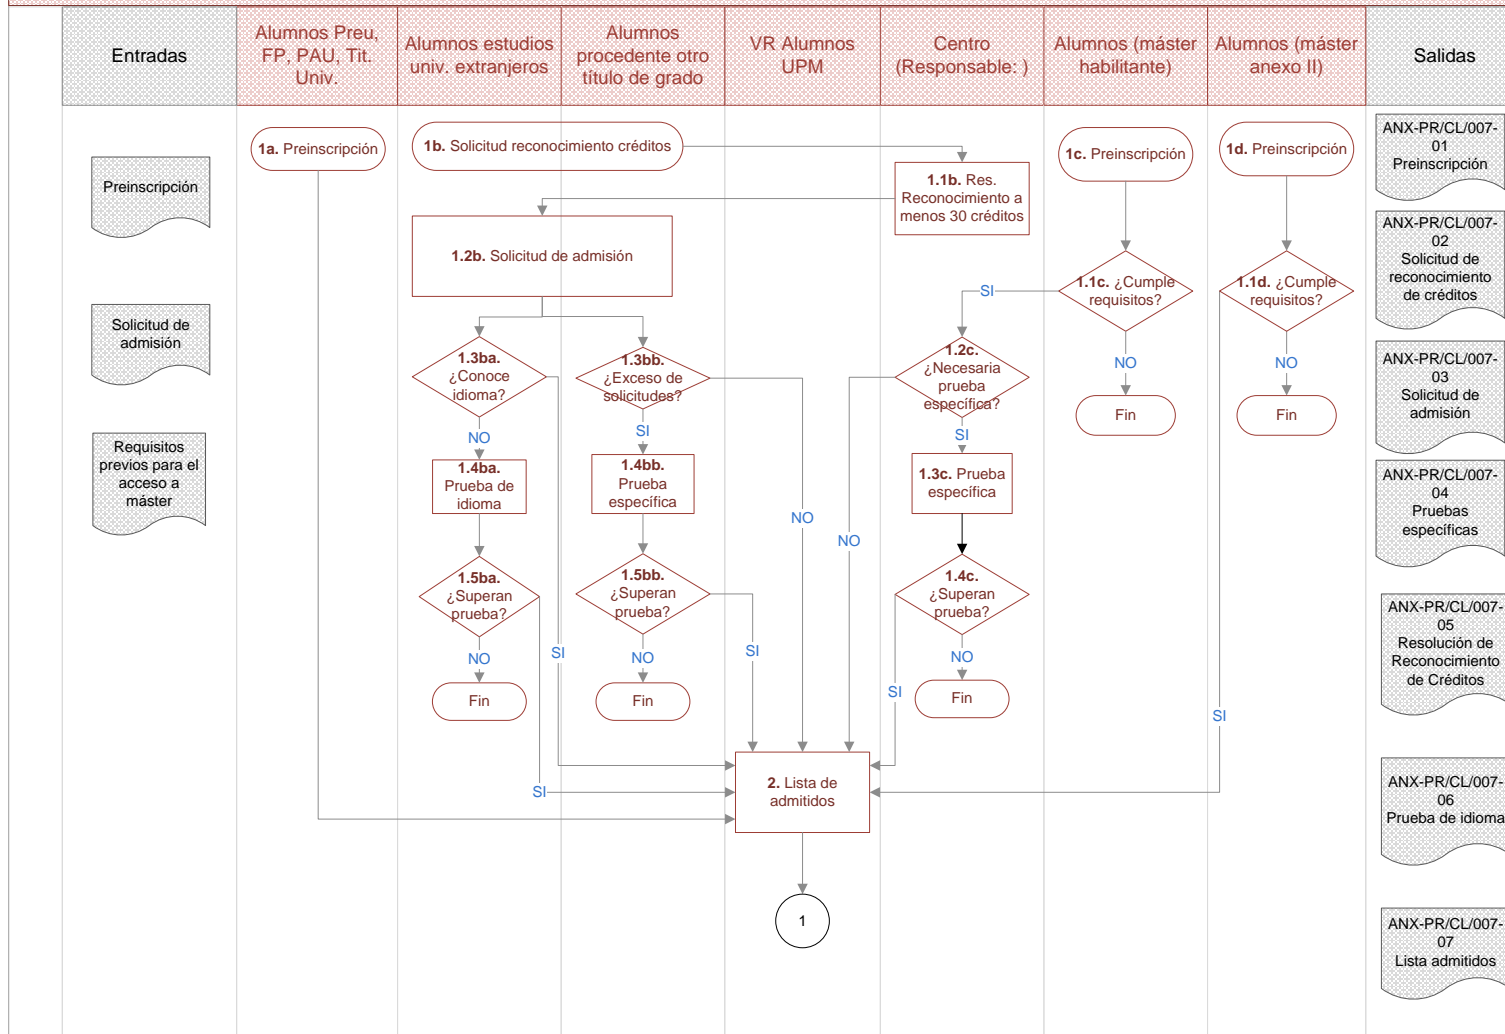 Entradas
Alumnos Preu,
FP, PAU, Tit.
Univ.
Alumnos estudios
univ. extranjeros
Alumnos
procedente otro
título de grado
VR Alumnos
UPM
Centro
(Responsable: )
Alumnos (máster
habilitante)
Alumnos (máster
anexo II)
Salidas
Preinscripción
Solicitud de
admisión
Requisitos
previos para el
acceso a
máster
1a. Preinscripción
1b. Solicitud reconocimiento créditos
1.1b. Res.
Reconocimiento a
menos 30 créditos
1.2b. Solicitud de admisión
1.3ba.
¿Conoce
idioma?
NO
1.4ba.
Prueba de
idioma
1.5ba.
¿Superan
prueba?
NO
Fin
SI
SI
1.3bb.
¿Exceso de
solicitudes?
SI
1.4bb.
Prueba
específica
1.5bb.
¿Superan
prueba?
NO
Fin
SI
NO
NO
1.2c.
¿Necesaria
prueba
específica?
SI
1.3c. Prueba
específica
1.4c.
¿Superan
prueba?
NO
Fin
SI
1c. Preinscripción
1.1c. ¿Cumple
requisitos?
SI
NO
Fin
1d. Preinscripción
1.1d. ¿Cumple
requisitos?
NO
Fin
SI
2. Lista de
admitidos
1
ANX-PR/CL/007-
01
Preinscripción
ANX-PR/CL/007-
02
Solicitud de
reconocimiento
de créditos
ANX-PR/CL/007-
03
Solicitud de
admisión
ANX-PR/CL/007-
04
Pruebas
específicas
ANX-PR/CL/007-
05
Resolución de
Reconocimiento
de Créditos
ANX-PR/CL/007-
06
Prueba de idioma
ANX-PR/CL/007-
07
Lista admitidos